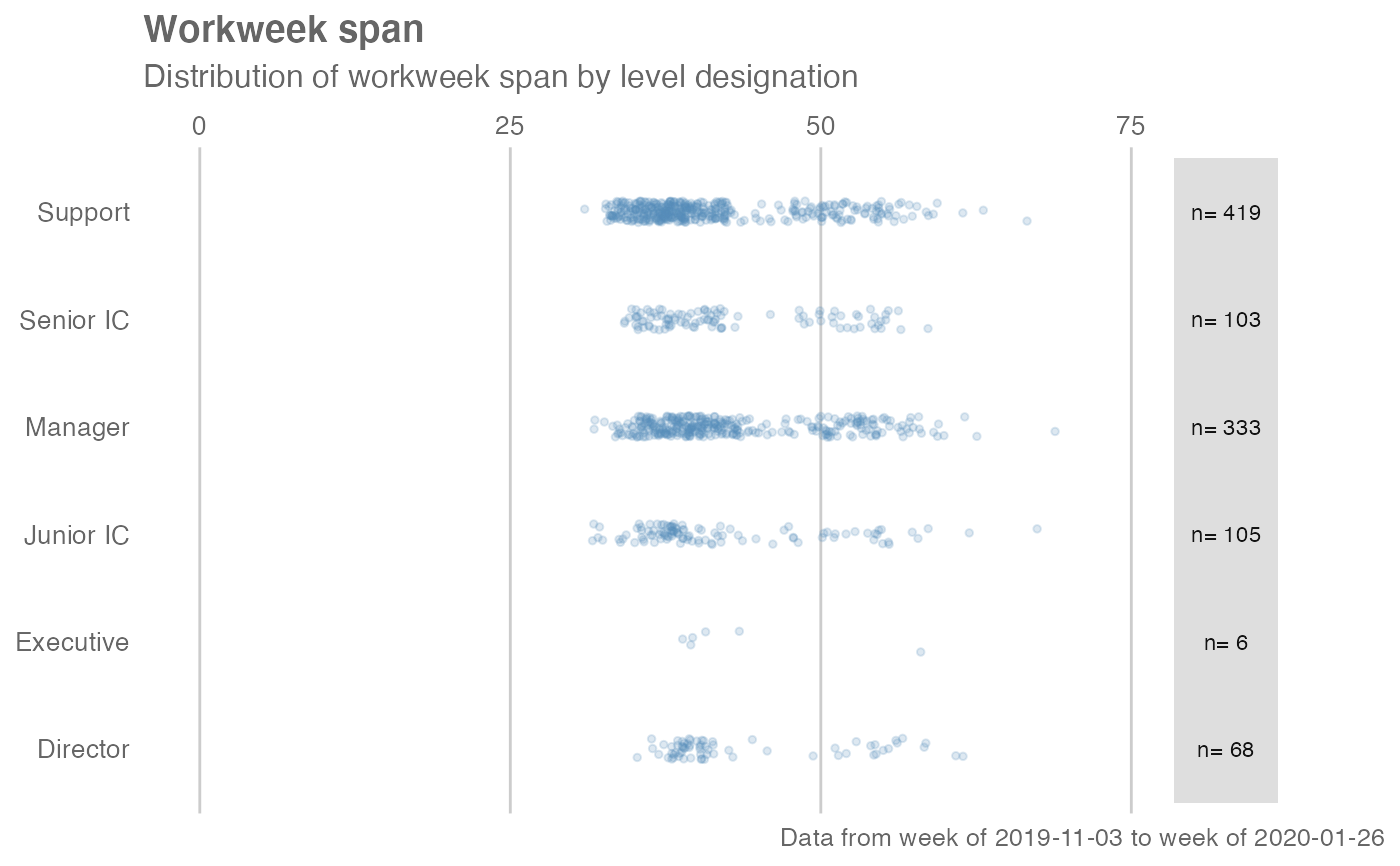 Workweek span
Distribution of workweek span by level designation
0 25 50 75
Support n= 419
Senior IC n= 103
Manager n= 333
Junior IC n= 105
Executive n= 6
Director n= 68
Data from week of 2019-11-03 to week of 2020-01-26